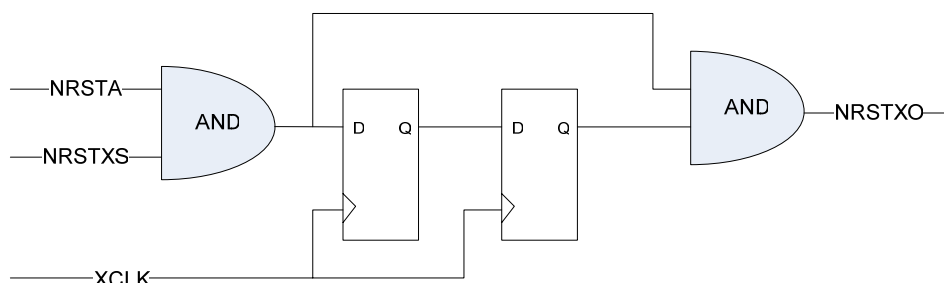 NRSTA
NRSTXS
AND
D Q
D Q
AND
NRSTXO
XCLK